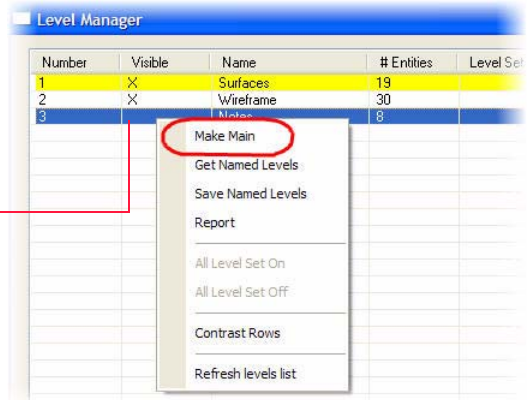 Level Manager
Number Visible Name # Entities Level Set
1 X Surfaces 19
2 X Wireframe 30
3 Notes 8
Make Main
Get Named Levels
Save Named Levels
Report
All Level Set On
All Level Set Off
Contrast Rows
Refresh levels list